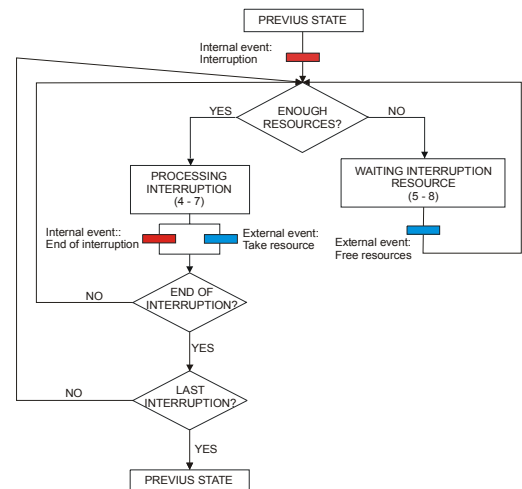 PREVIUS STATE
Internal event:
Interruption
YES
ENOUGH
RESOURCES?
NO
PROCESSING
INTERRUPTION
(4 - 7)
WAITING INTERRUPTION
RESOURCE
(5 - 8)
Internal event::
End of interruption
External event:
Take resource
External event:
Free resources
NO
END OF
INTERRUPTION?
YES
NO
LAST
INTERRUPTION?
YES
PREVIUS STATE